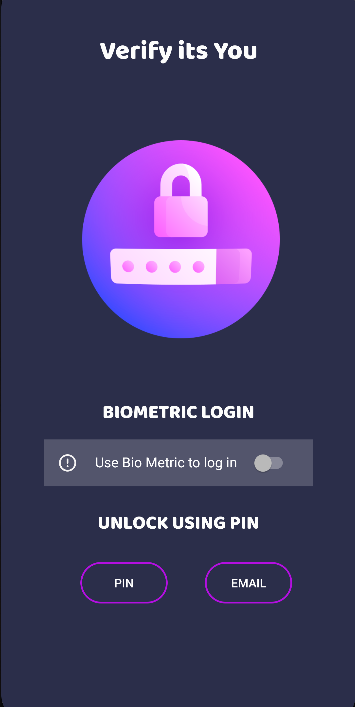 Verify its You
BIOMETRIC LOGIN
Use Bio Metric to log in
UNLOCK USING PIN
PIN
EMAIL